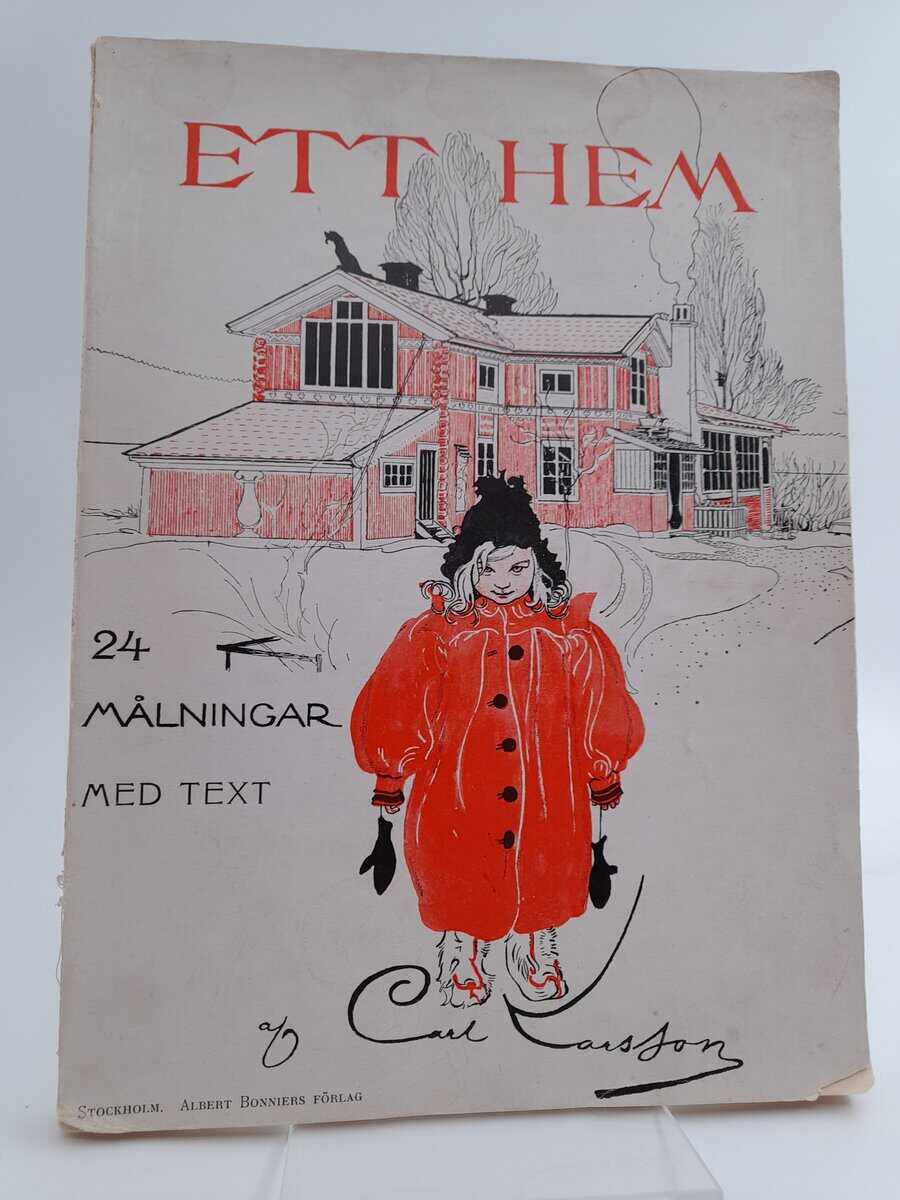 ETT HEM
24
MÅLNINGAR
MED TEXT
af Carl Larsson
STOCKHOLM. ALBERT BONNIERS FÖRLAG